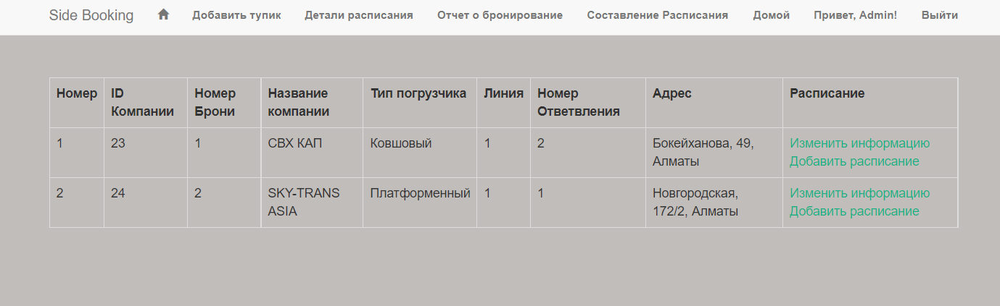 Side Booking Добавить тупик Детали расписания Отчет о бронирование Составление Расписания Домой Привет, Admin! Выйти
Номер ID Компании Номер Брони Название компании Тип погрузчика Линия Номер Ответвления Адрес Расписание
1 23 1 СВХ КАП Ковшовый 1 2 Бокейханова, 49, Алматы Изменить информацию Добавить расписание
2 24 2 SKY-TRANS ASIA Платформенный 1 1 Новгородская, 172/2, Алматы Изменить информацию Добавить расписание